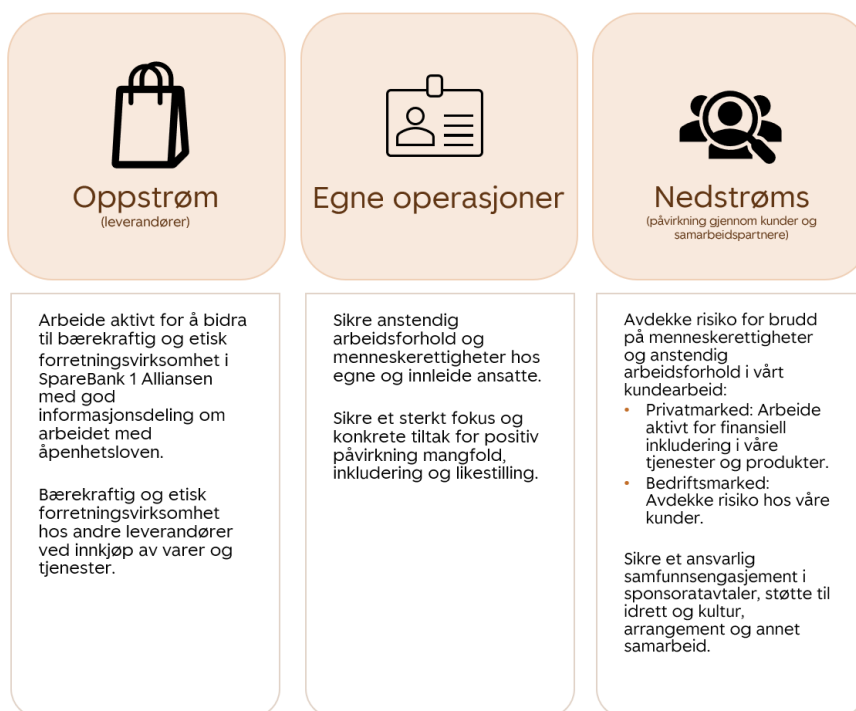 Oppstrøm
(leverandører)
Egne operasjoner
Nedstrøms
(påvirkning gjennom kunder og
samarbeidspartnere)
Arbeide aktivt for å bidra
til bærekraftig og etisk
forretningsvirksomhet i
SpareBank 1 Alliansen
med god
informasjonsdeling om
arbeidet med
åpenhetsloven.
Bærekraftig og etisk
forretningsvirksomhet
hos andre leverandører
ved innkjøp av varer og
tjenester.
Sikre anstendig
arbeidsforhold og
menneskerettigheter hos
egne og innleide ansatte.
Sikre et sterkt fokus og
konkrete tiltak for positiv
påvirkning mangfold,
inkludering og likestilling.
Avdekke risiko for brudd
på menneskerettigheter
og anstendig
arbeidsforhold i vårt
kundearbeid:
• Privatmarked: Arbeide
aktivt for finansiell
inkludering i våre
tjenester og produkter.
• Bedriftsmarked:
Avdekke risiko hos våre
kunder.
Sikre et ansvarlig
samfunnsengasjement i
sponsoratavtaler, støtte til
idrett og kultur,
arrangement og annet
samarbeid.